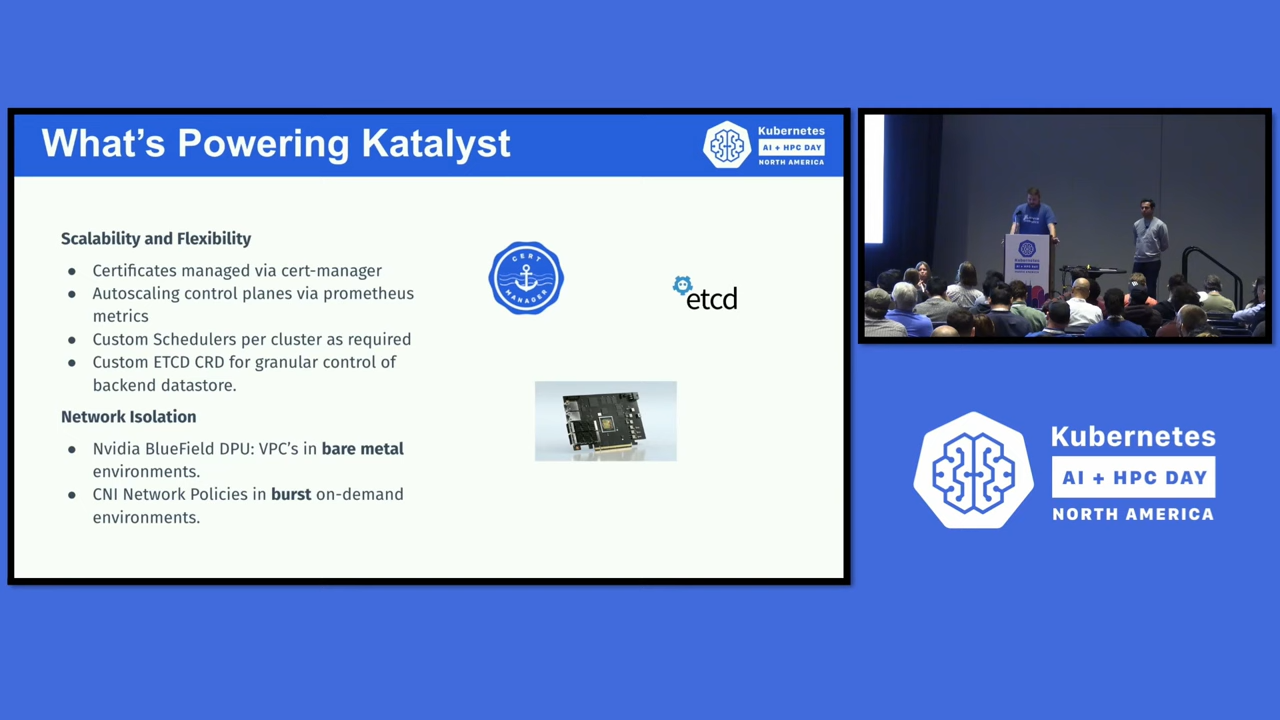 What's Powering Katalyst
Kubernetes
AI + HPC DAY
NORTH AMERICA
Scalability and Flexibility
● Certificates managed via cert-manager
● Autoscaling control planes via prometheus
metrics
● Custom Schedulers per cluster as required
● Custom ETCD CRD for granular control of
backend datastore.
Network Isolation
● Nvidia BlueField DPU: VPC's in bare metal
environments.
● CNI Network Policies in burst on-demand
environments.
CERT
MANAGER
etcd
Kubernetes
AI + HPC DAY
NORTH AMERICA